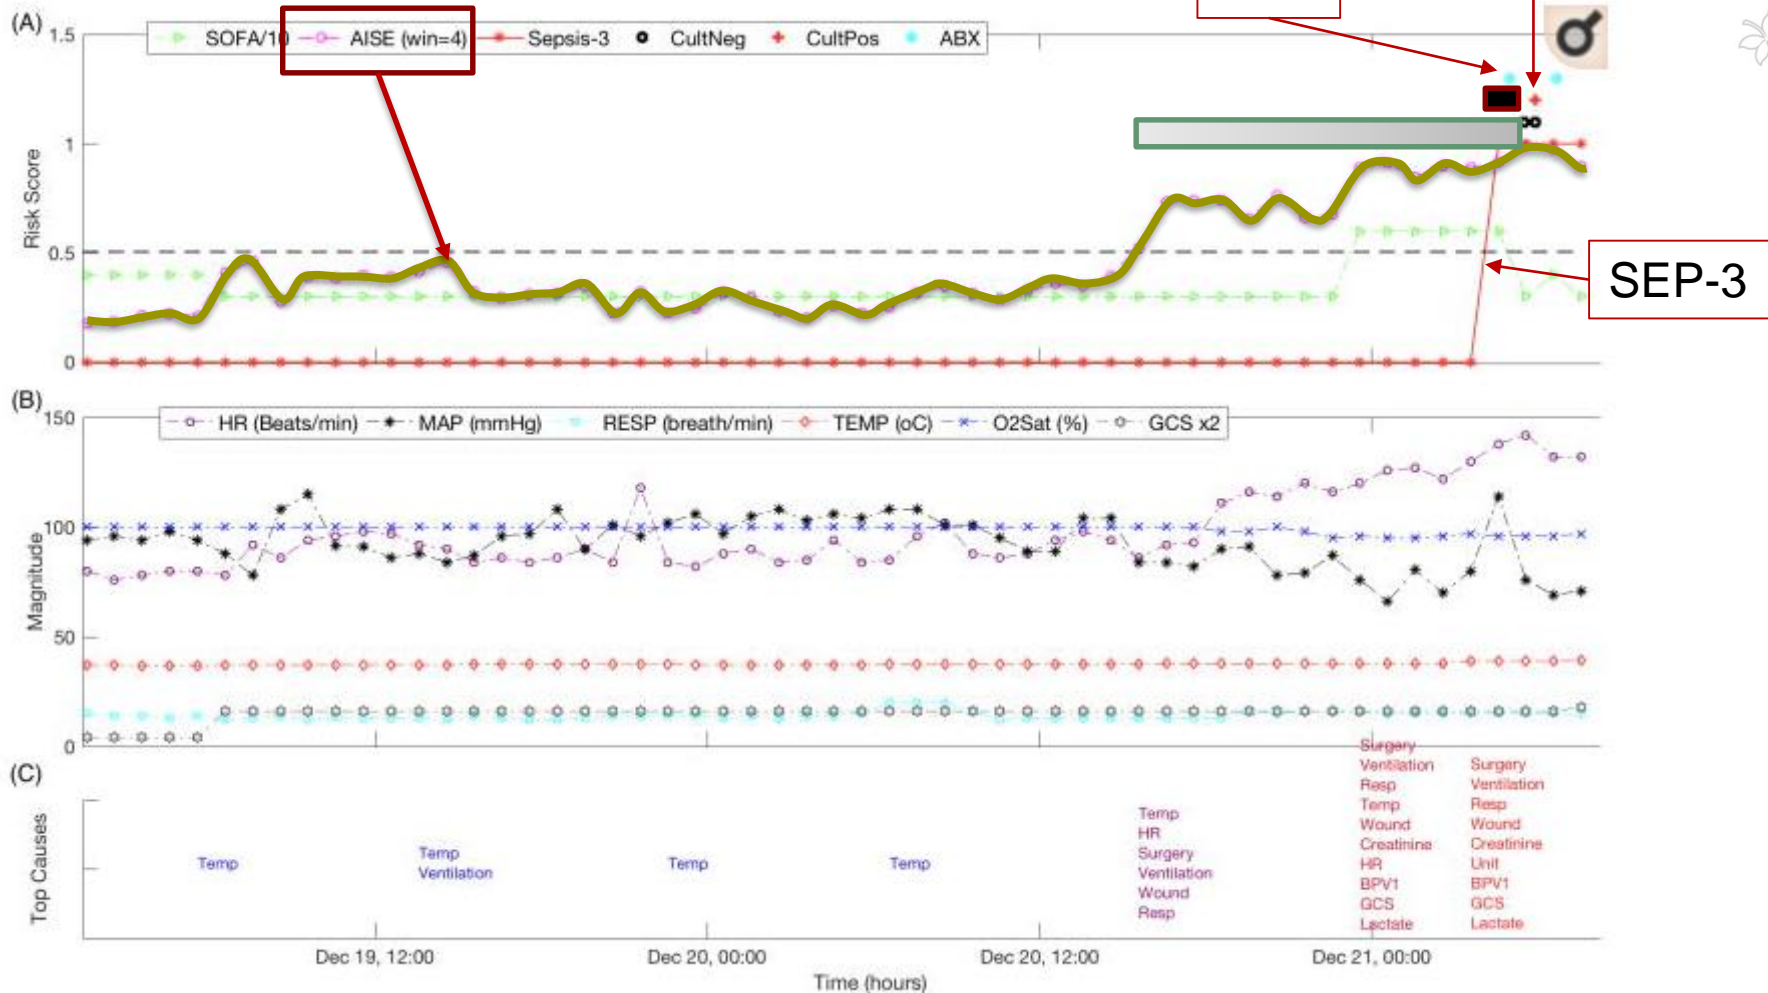 (A)
1.5
SOFA/10 AISE (win=4) Sepsis-3 CultNeg CultPos ABX
1
Risk Score
0.5
SEP-3
0
(B)
150
HR (Beats/min) MAP (mmHg) RESP (breath/min) TEMP (oC) O2Sat (%) GCS x2
100
Magnitude
50
0
(C)
Top Causes
Temp
Temp
Ventilation
Temp
Temp
Temp
HR
Surgery
Ventilation
Wound
Resp
Surgery
Ventilation
Resp
Temp
Wound
Creatinine
HR
BPV1
GCS
Lactate
Surgery
Ventilation
Resp
Wound
Creatinine
Unit
BPV1
GCS
Lactate
Dec 19, 12:00 Dec 20, 00:00 Dec 20, 12:00 Dec 21, 00:00
Time (hours)